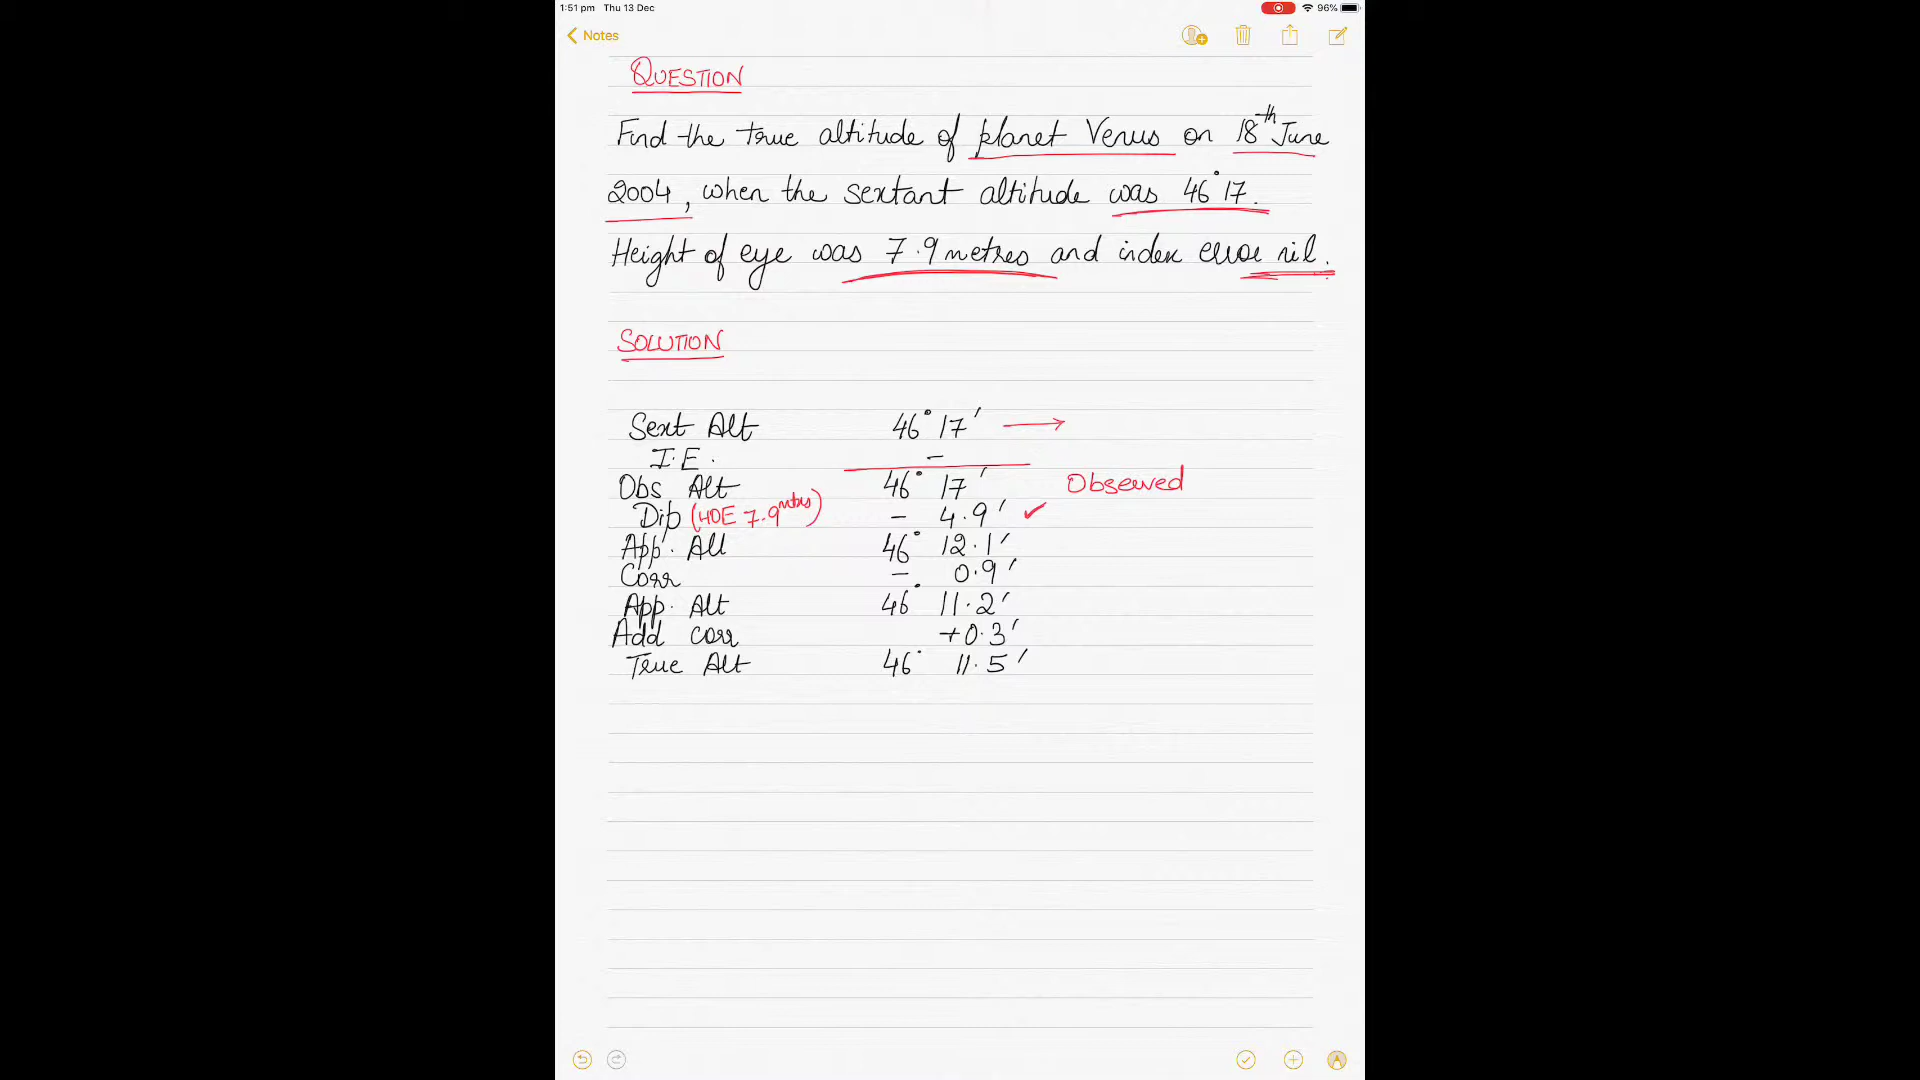 1:51 pm Thu 13 Dec 96%
Notes
QUESTION
Find the true altitude of planet Venus on 18th June
2004, when the sextant altitude was 46° 17.
Height of eye was 7.9 metres and index error nil.
SOLUTION
Sext Alt 46° 17'
I.E. -
Obs Alt 46° 17' Observed
Dip (HOE 7.9 mtrs) - 4.9' ✓
App. Alt 46° 12.1'
Corr - 0.9'
App. Alt 46° 11.2'
Add corr +0.3'
True Alt 46° 11.5'